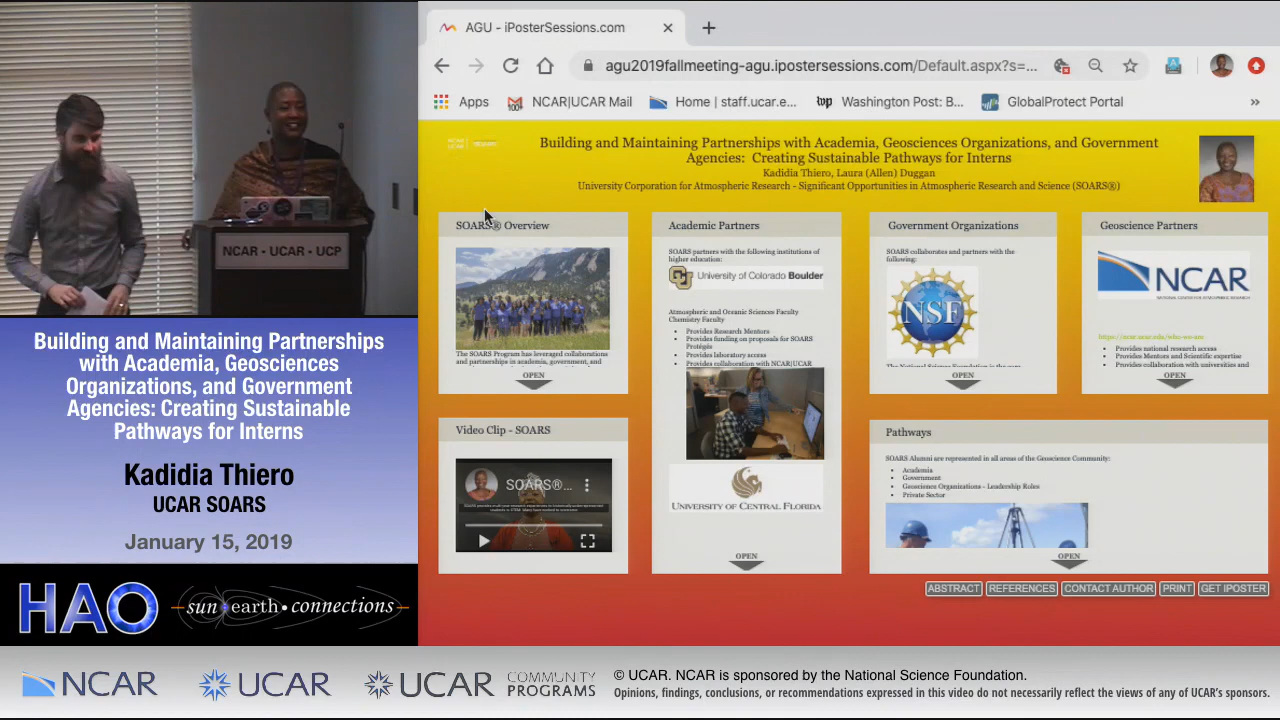 NCAR • UCAR • UCP
Building and Maintaining Partnerships
with Academia, Geosciences
Organizations, and Government
Agencies: Creating Sustainable
Pathways for Interns
Kadidia Thiero
UCAR SOARS
January 15, 2019
HAO
sun earth • connections
AGU - iPosterSessions.com
agu2019fallmeeting-agu.ipostersessions.com/Default.aspx?s=...
Apps
NCAR|UCAR Mail
Home | staff.ucar.e...
Washington Post: B...
GlobalProtect Portal
»
Building and Maintaining Partnerships with Academia, Geosciences Organizations, and Government
Agencies: Creating Sustainable Pathways for Interns
Kadidia Thiero, Laura (Allen) Duggan
University Corporation for Atmospheric Research - Significant Opportunities in Atmospheric Research and Science (SOARS®)
SOARS® Overview
The SOARS Program has leveraged collaborations
and partnerships in academia, government, and
OPEN
Video Clip - SOARS
SOARS®...
Academic Partners
SOARS partners with the following institutions of
higher education:
University of Colorado Boulder
Atmospheric and Oceanic Sciences Faculty
Chemistry Faculty
• Provides Research Mentors
• Provides funding on proposals for SOARS
Protégés
• Provides laboratory access
• Provides collaboration with NCAR|UCAR
UNIVERSITY OF CENTRAL FLORIDA
OPEN
Government Organizations
SOARS collaborates and partners with the
following:
NSF
OPEN
Geoscience Partners
NCAR
NATIONAL CENTER FOR ATMOSPHERIC RESEARCH
https://ncar.ucar.edu/who-we-are
• Provides national research access
• Provides Mentors and Scientific expertise
• Provides collaboration with universities and
OPEN
Pathways
SOARS Alumni are represented in all areas of the Geoscience Community:
• Academia
• Government
• Geoscience Organizations - Leadership Roles
• Private Sector
OPEN
ABSTRACT
REFERENCES
CONTACT AUTHOR
PRINT
GET IPOSTER
NCAR
UCAR
UCAR
COMMUNITY
PROGRAMS
© UCAR. NCAR is sponsored by the National Science Foundation.
Opinions, findings, conclusions, or recommendations expressed in this video do not necessarily reflect the views of any of UCAR's sponsors.